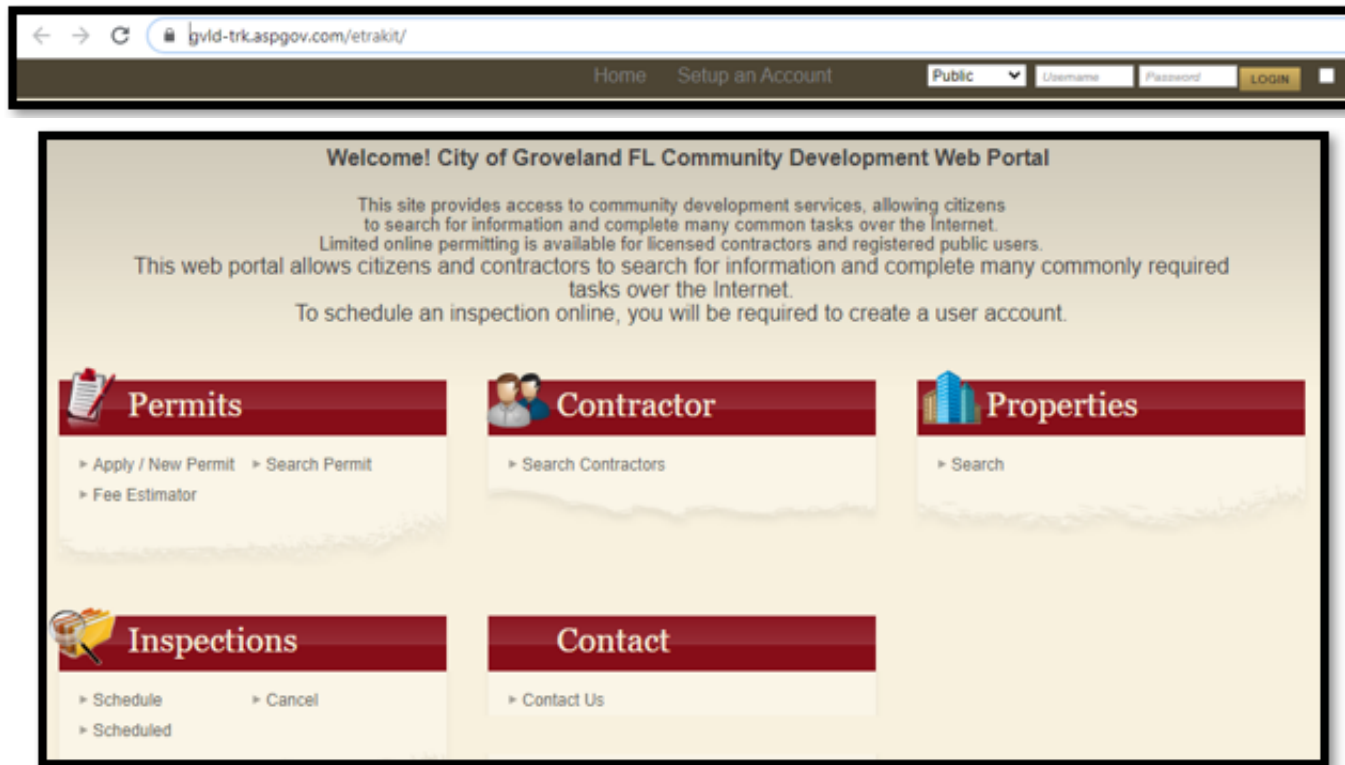 gvld-trk.aspgov.com/etrakit/
Home Setup an Account Public Username Password LOGIN
Welcome! City of Groveland FL Community Development Web Portal
This site provides access to community development services, allowing citizens
to search for information and complete many common tasks over the Internet.
Limited online permitting is available for licensed contractors and registered public users.
This web portal allows citizens and contractors to search for information and complete many commonly required
tasks over the Internet.
To schedule an inspection online, you will be required to create a user account.
Permits
Apply / New Permit Search Permit
Fee Estimator
Contractor
Search Contractors
Properties
Search
Inspections
Schedule Cancel
Scheduled
Contact
Contact Us